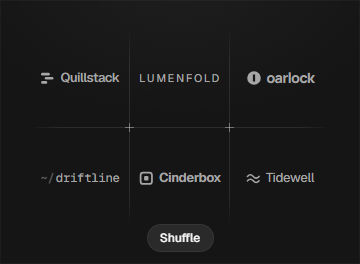 Quillstack
LUMENFOLD
oarlock
~/driftline
Cinderbox
Tidewell
Shuffle